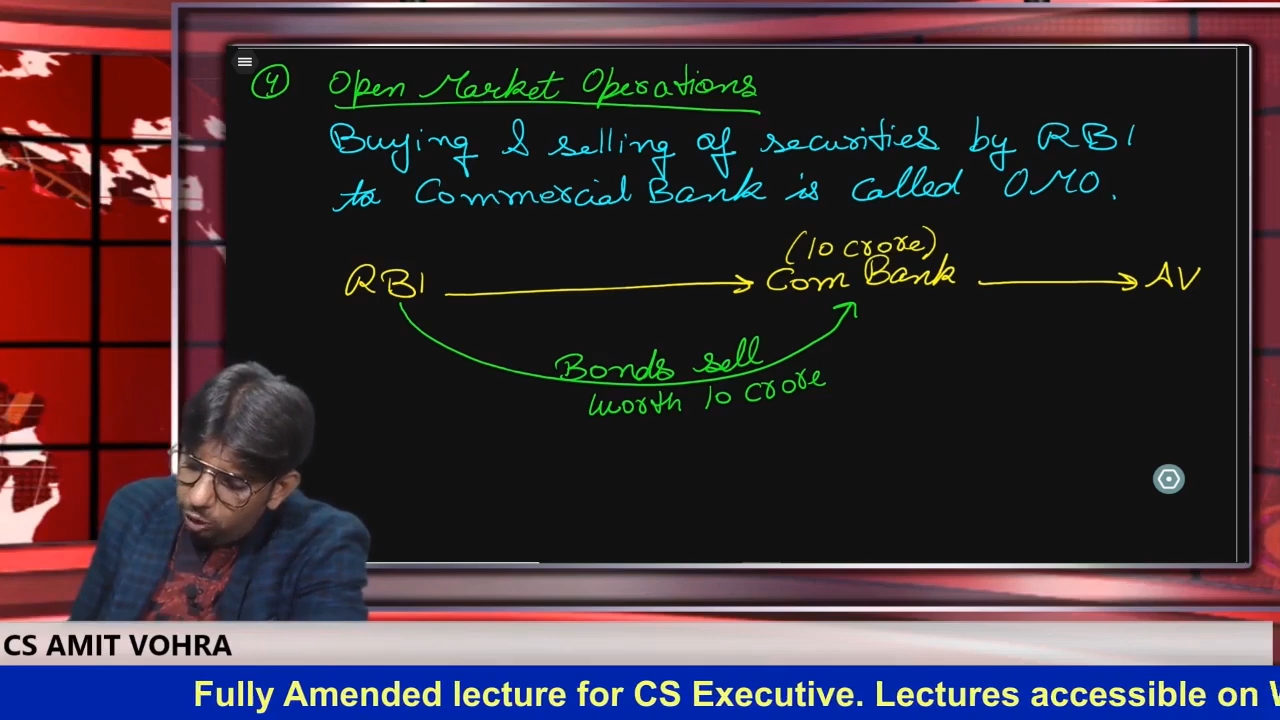 ④ Open Market Operations
Buying & selling of securities by RBI
to Commercial Bank is called OMO.
(10 crore)
RBI → Com Bank → AV
Bonds sell
worth 10 crore
CS AMIT VOHRA
Fully Amended lecture for CS Executive. Lectures accessible on